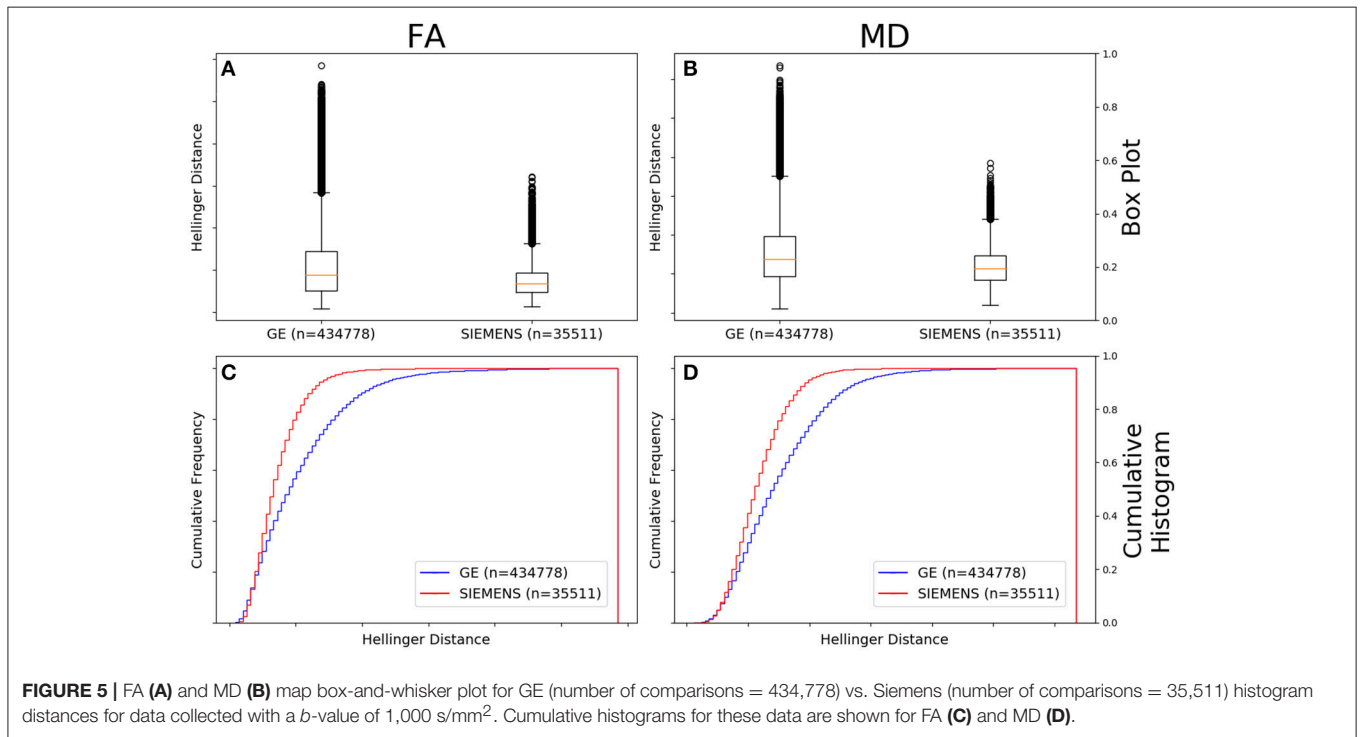 FA
MD
A
B
1.0
0.8
0.6
0.4
0.2
0.0
Hellinger Distance
Hellinger Distance
Box Plot
GE (n=434778)
SIEMENS (n=35511)
GE (n=434778)
SIEMENS (n=35511)
C
D
1.0
0.8
0.6
0.4
0.2
0.0
Cumulative Frequency
Cumulative Frequency
Cumulative
Histogram
GE (n=434778)
SIEMENS (n=35511)
GE (n=434778)
SIEMENS (n=35511)
Hellinger Distance
Hellinger Distance
FIGURE 5 | FA (A) and MD (B) map box-and-whisker plot for GE (number of comparisons = 434,778) vs. Siemens (number of comparisons = 35,511) histogram
distances for data collected with a b-value of 1,000 s/mm². Cumulative histograms for these data are shown for FA (C) and MD (D).